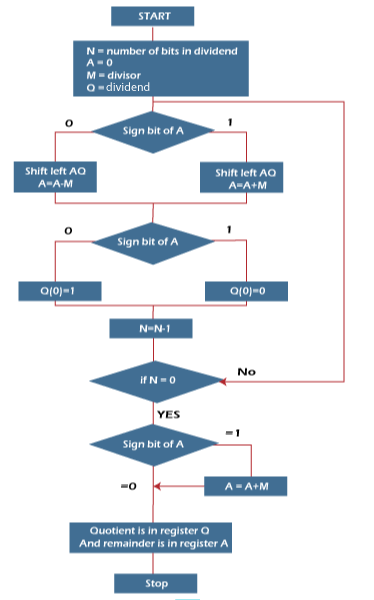 START
N = number of bits in dividend
A = 0
M = divisor
Q = dividend
0
Sign bit of A
1
Shift left AQ
A=A-M
Shift left AQ
A=A+M
0
Sign bit of A
1
Q(0)=1
Q(0)=0
N=N-1
if N = 0
No
YES
Sign bit of A
=1
=0
A = A+M
Quotient is in register Q
And remainder is in register A
Stop